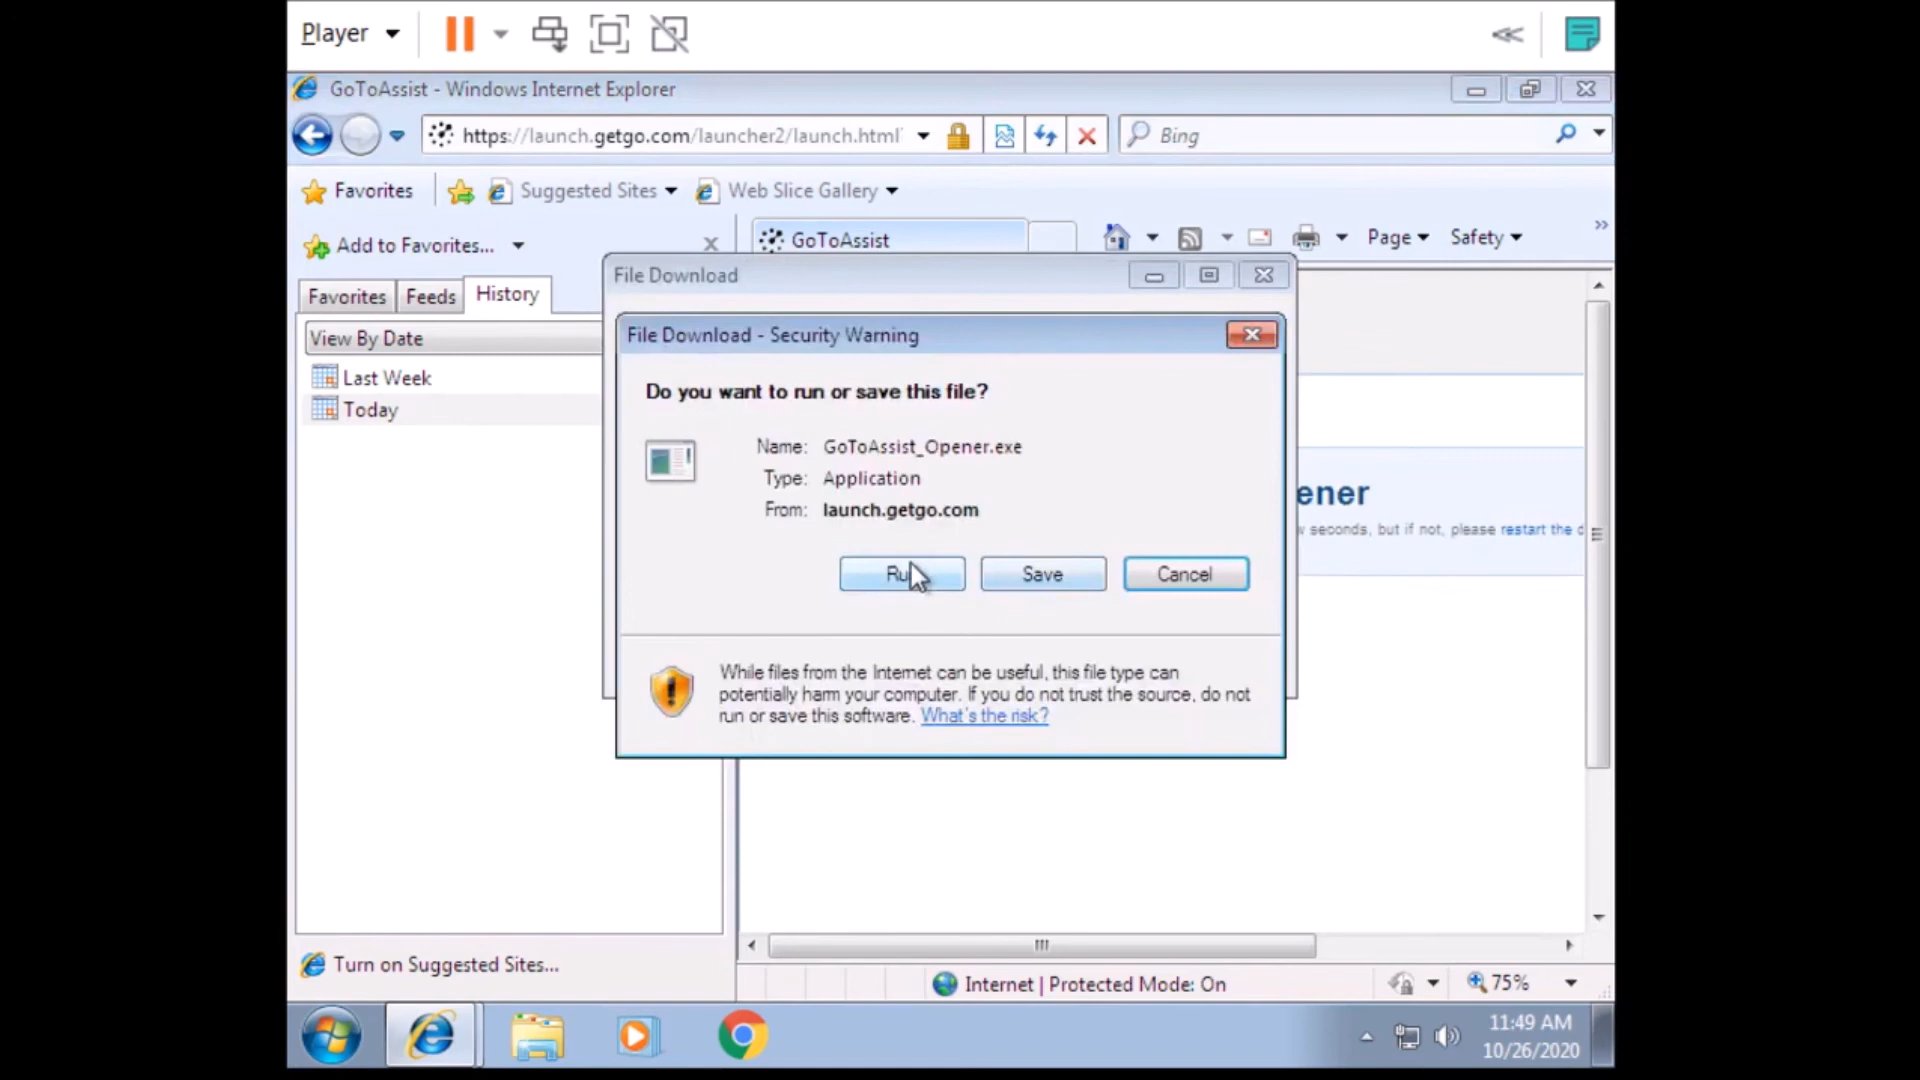 Player
GoToAssist - Windows Internet Explorer
https://launch.getgo.com/launcher2/launch.html
Bing
Favorites
Suggested Sites
Web Slice Gallery
Add to Favorites...
GoToAssist
Page
Safety
Favorites
Feeds
History
View By Date
Last Week
Today
File Download
File Download - Security Warning
Do you want to run or save this file?
Name: GoToAssist_Opener.exe
Type: Application
From: launch.getgo.com
Save
Cancel
While files from the Internet can be useful, this file type can
potentially harm your computer. If you do not trust the source, do not
run or save this software. What's the risk?
ener
seconds, but if not, please restart the d
Turn on Suggested Sites...
Internet | Protected Mode: On
75%
11:49 AM
10/26/2020